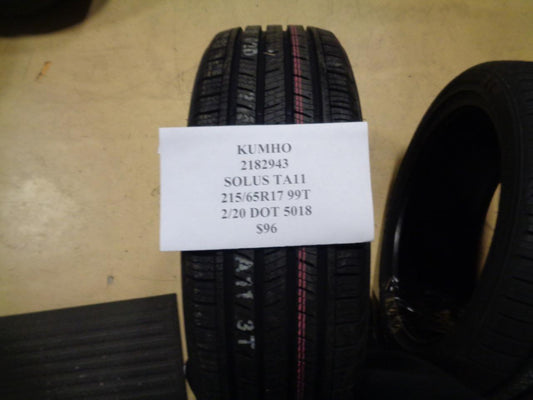 KUMHO
2182943
SOLUS TA11
215/65R17 99T
2/20 DOT 5018
$96